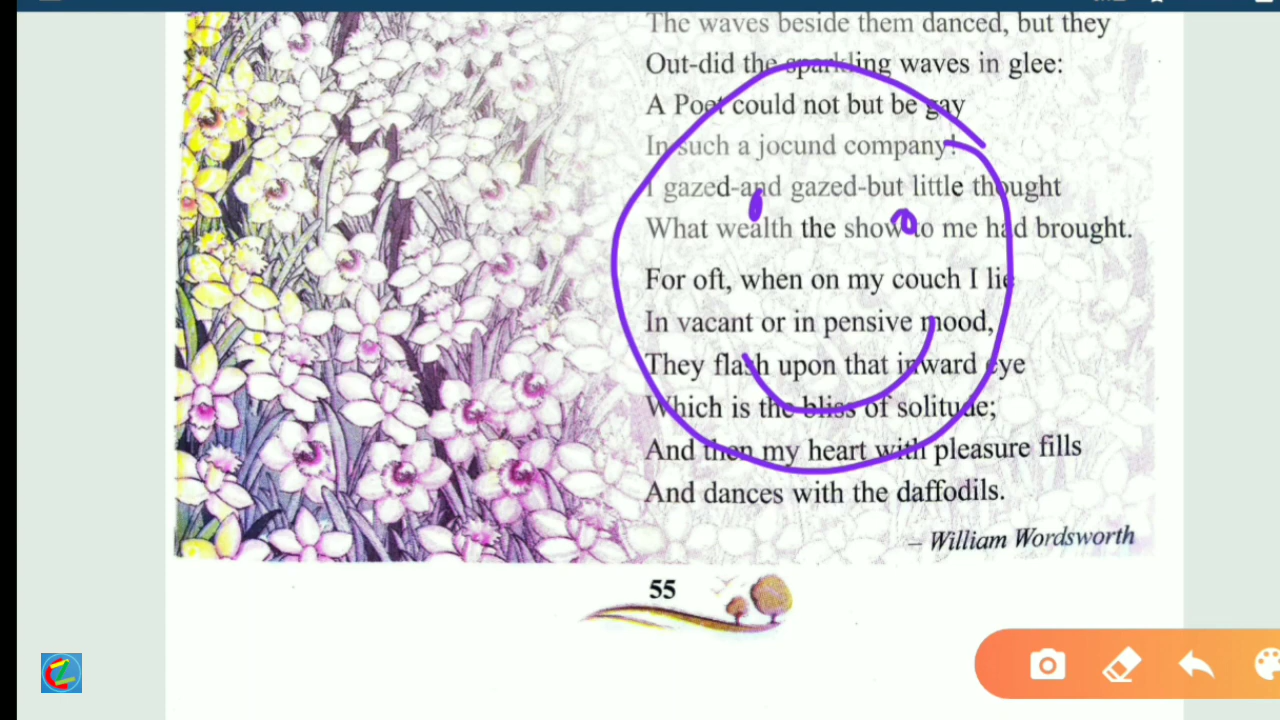 The waves beside them danced, but they
Out-did the sparkling waves in glee:
A Poet could not but be gay
In such a jocund company!
I gazed-and gazed-but little thought
What wealth the show to me had brought.
For oft, when on my couch I lie
In vacant or in pensive mood,
They flash upon that inward eye
Which is the bliss of solitude;
And then my heart with pleasure fills
And dances with the daffodils.
– William Wordsworth
55